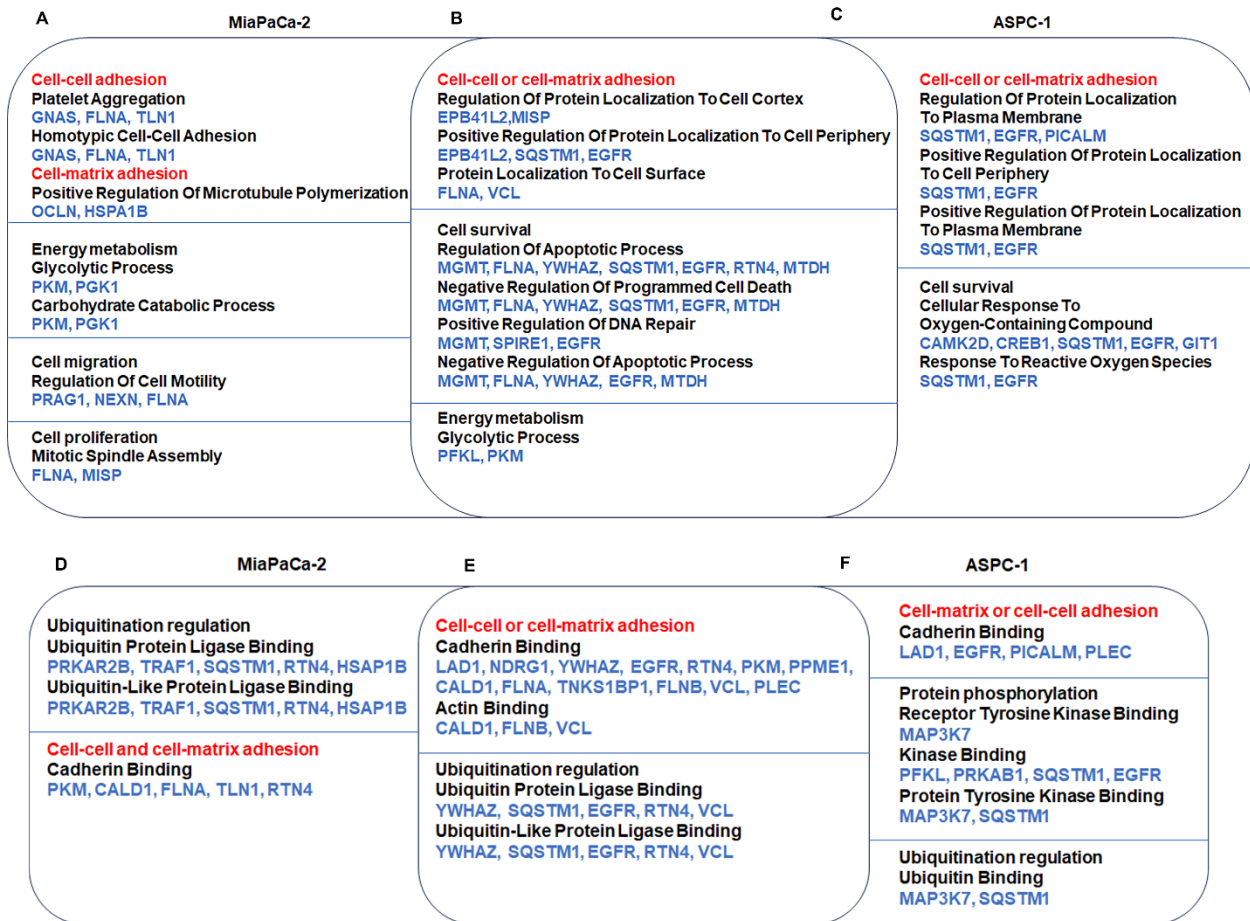 A
MiaPaCa-2
B
C
ASPC-1
Cell-cell adhesion
Platelet Aggregation
GNAS, FLNA, TLN1
Homotypic Cell-Cell Adhesion
GNAS, FLNA, TLN1
Cell-matrix adhesion
Positive Regulation Of Microtubule Polymerization
OCLN, HSPA1B
Energy metabolism
Glycolytic Process
PKM, PGK1
Carbohydrate Catabolic Process
PKM, PGK1
Cell migration
Regulation Of Cell Motility
PRAG1, NEXN, FLNA
Cell proliferation
Mitotic Spindle Assembly
FLNA, MISP
Cell-cell or cell-matrix adhesion
Regulation Of Protein Localization To Cell Cortex
EPB41L2,MISP
Positive Regulation Of Protein Localization To Cell Periphery
EPB41L2, SQSTM1, EGFR
Protein Localization To Cell Surface
FLNA, VCL
Cell survival
Regulation Of Apoptotic Process
MGMT, FLNA, YWHAZ, SQSTM1, EGFR, RTN4, MTDH
Negative Regulation Of Programmed Cell Death
MGMT, FLNA, YWHAZ, SQSTM1, EGFR, MTDH
Positive Regulation Of DNA Repair
MGMT, SPIRE1, EGFR
Negative Regulation Of Apoptotic Process
MGMT, FLNA, YWHAZ, EGFR, MTDH
Energy metabolism
Glycolytic Process
PFKL, PKM
Cell-cell or cell-matrix adhesion
Regulation Of Protein Localization
To Plasma Membrane
SQSTM1, EGFR, PICALM
Positive Regulation Of Protein Localization
To Cell Periphery
SQSTM1, EGFR
Positive Regulation Of Protein Localization
To Plasma Membrane
SQSTM1, EGFR
Cell survival
Cellular Response To
Oxygen-Containing Compound
CAMK2D, CREB1, SQSTM1, EGFR, GIT1
Response To Reactive Oxygen Species
SQSTM1, EGFR
D
MiaPaCa-2
E
F
ASPC-1
Ubiquitination regulation
Ubiquitin Protein Ligase Binding
PRKAR2B, TRAF1, SQSTM1, RTN4, HSAP1B
Ubiquitin-Like Protein Ligase Binding
PRKAR2B, TRAF1, SQSTM1, RTN4, HSAP1B
Cell-cell and cell-matrix adhesion
Cadherin Binding
PKM, CALD1, FLNA, TLN1, RTN4
Cell-cell or cell-matrix adhesion
Cadherin Binding
LAD1, NDRG1, YWHAZ, EGFR, RTN4, PKM, PPME1,
CALD1, FLNA, TNKS1BP1, FLNB, VCL, PLEC
Actin Binding
CALD1, FLNB, VCL
Ubiquitination regulation
Ubiquitin Protein Ligase Binding
YWHAZ, SQSTM1, EGFR, RTN4, VCL
Ubiquitin-Like Protein Ligase Binding
YWHAZ, SQSTM1, EGFR, RTN4, VCL
Cell-matrix or cell-cell adhesion
Cadherin Binding
LAD1, EGFR, PICALM, PLEC
Protein phosphorylation
Receptor Tyrosine Kinase Binding
MAP3K7
Kinase Binding
PFKL, PRKAB1, SQSTM1, EGFR
Protein Tyrosine Kinase Binding
MAP3K7, SQSTM1
Ubiquitination regulation
Ubiquitin Binding
MAP3K7, SQSTM1